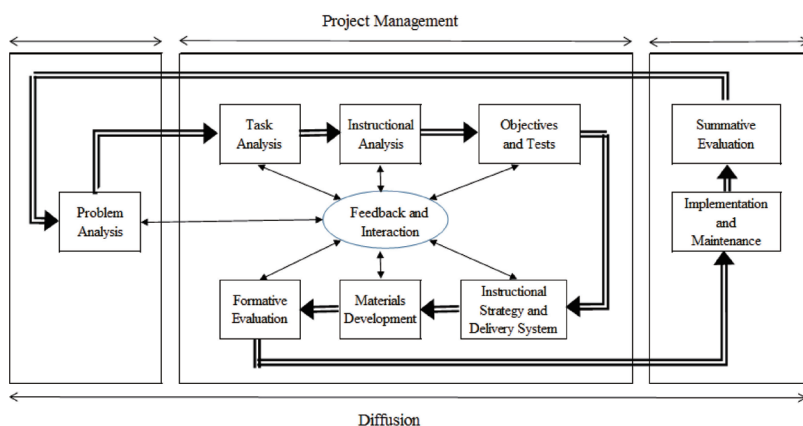 Project Management
Task
Analysis
Instructional
Analysis
Objectives
and Tests
Summative
Evaluation
Problem
Analysis
Feedback and
Interaction
Implementation
and
Maintenance
Formative
Evaluation
Materials
Development
Instructional
Strategy and
Delivery System
Diffusion